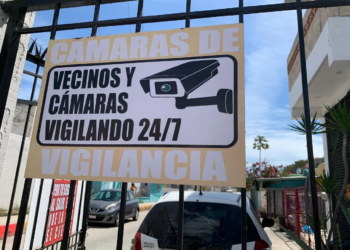 CAMARAS DE
VECINOS Y
CÁMARAS
VIGILANDO 24/7
VIGILANCIA